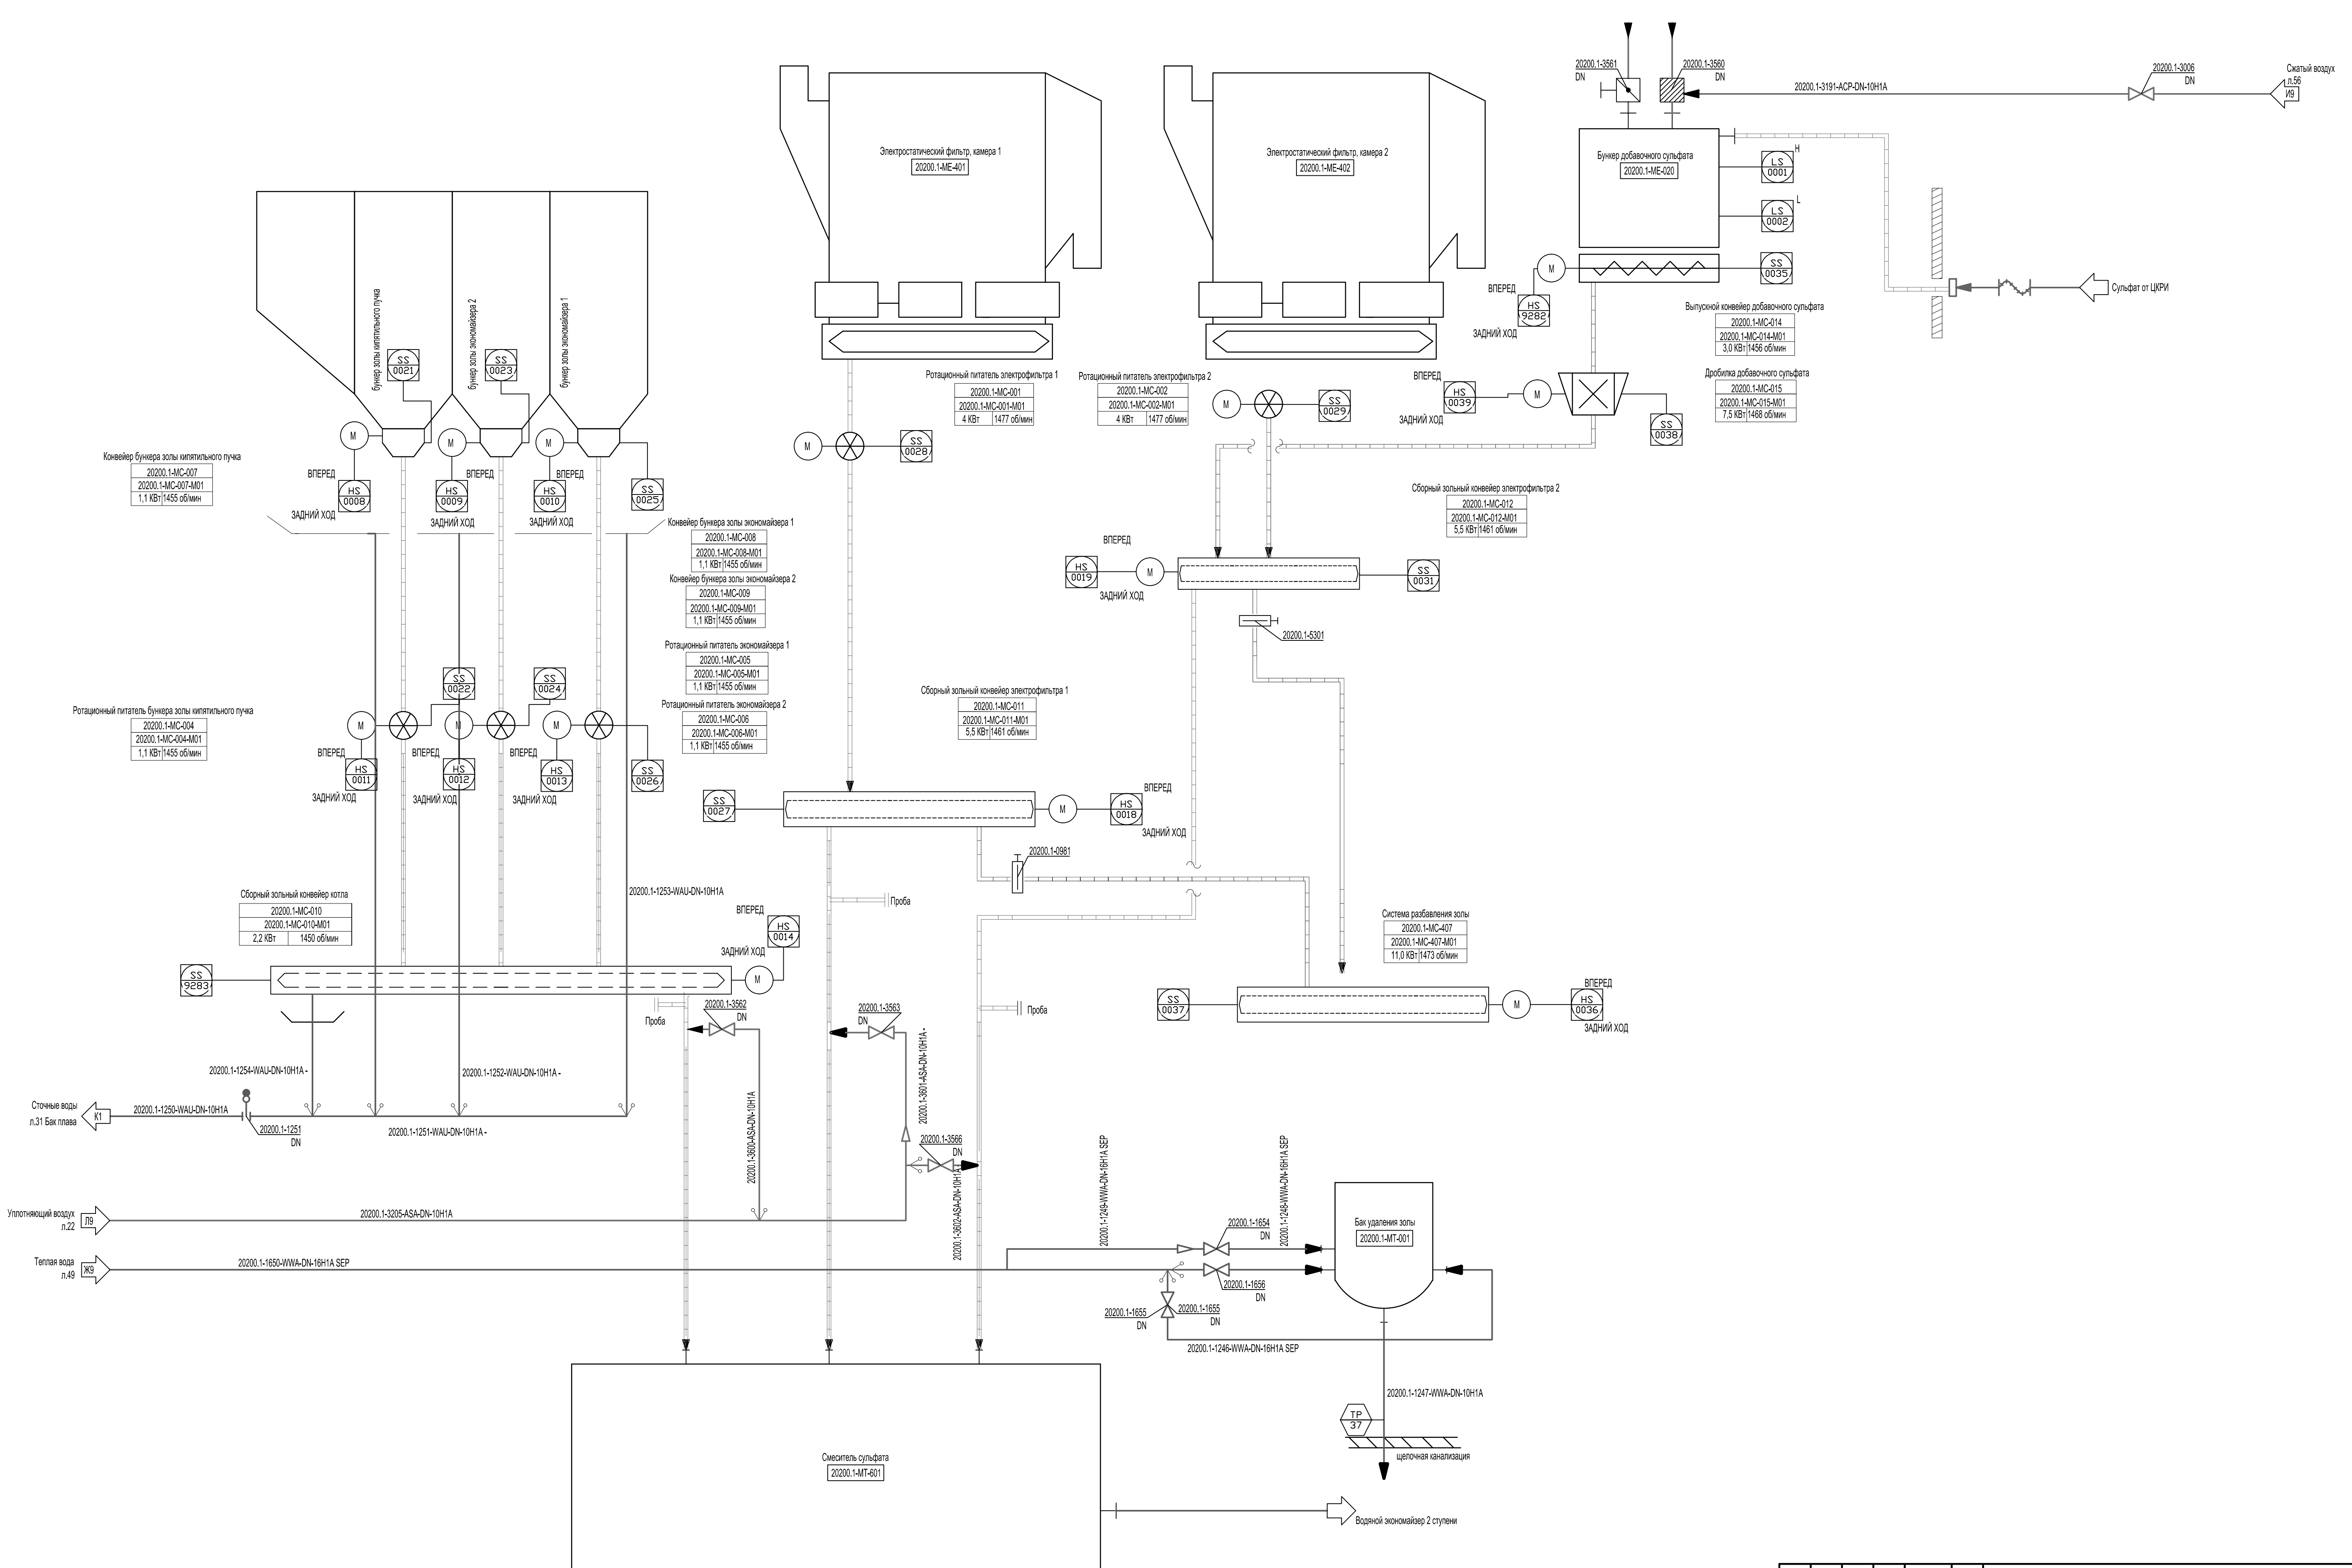 20200.1-3561
DN
20200.1-3560
DN
20200.1-3191-ACP-DN-10H1A
20200.1-3006
DN
Сжатый воздух
л.56
И9
Электростатический фильтр, камера 1
20200.1-ME-401
Электростатический фильтр, камера 2
20200.1-ME-402
Бункер добавочного сульфата
20200.1-ME-020
LS
0001
H
LS
0002
L
M
SS
0035
ВПЕРЕД
HS
9282
ЗАДНИЙ ХОД
Сульфат от ЦКРИ
Выпускной конвейер добавочного сульфата
20200.1-MC-014
20200.1-MC-014-M01
3,0 КВт 1456 об/мин
Дробилка добавочного сульфата
20200.1-MC-015
20200.1-MC-015-M01
7,5 КВт 1468 об/мин
бункер золы кипятильного пучка
бункер золы экономайзера 2
бункер золы экономайзера 1
SS
0021
SS
0023
Ротационный питатель электрофильтра 1
20200.1-MC-001
20200.1-MC-001-M01
4 КВт 1477 об/мин
Ротационный питатель электрофильтра 2
20200.1-MC-002
20200.1-MC-002-M01
4 КВт 1477 об/мин
M
SS
0029
ВПЕРЕД
HS
0039
ЗАДНИЙ ХОД
M
SS
0038
M
M
M
M
SS
0028
Конвейер бункера золы кипятильного пучка
20200.1-MC-007
20200.1-MC-007-M01
1,1 КВт 1455 об/мин
ВПЕРЕД
HS
0008
ЗАДНИЙ ХОД
ВПЕРЕД
HS
0009
ЗАДНИЙ ХОД
ВПЕРЕД
HS
0010
ЗАДНИЙ ХОД
SS
0025
Сборный зольный конвейер электрофильтра 2
20200.1-MC-012
20200.1-MC-012-M01
5,5 КВт 1461 об/мин
Конвейер бункера золы экономайзера 1
20200.1-MC-008
20200.1-MC-008-M01
1,1 КВт 1455 об/мин
Конвейер бункера золы экономайзера 2
20200.1-MC-009
20200.1-MC-009-M01
1,1 КВт 1455 об/мин
ВПЕРЕД
HS
0019
M
ЗАДНИЙ ХОД
SS
0031
20200.1-5301
Ротационный питатель экономайзера 1
20200.1-MC-005
20200.1-MC-005-M01
1,1 КВт 1455 об/мин
Ротационный питатель экономайзера 2
20200.1-MC-006
20200.1-MC-006-M01
1,1 КВт 1455 об/мин
SS
0022
SS
0024
Сборный зольный конвейер электрофильтра 1
20200.1-MC-011
20200.1-MC-011-M01
5,5 КВт 1461 об/мин
Ротационный питатель бункера золы кипятильного пучка
20200.1-MC-004
20200.1-MC-004-M01
1,1 КВт 1455 об/мин
M
M
M
ВПЕРЕД
HS
0011
ЗАДНИЙ ХОД
ВПЕРЕД
HS
0012
ЗАДНИЙ ХОД
ВПЕРЕД
HS
0013
ЗАДНИЙ ХОД
SS
0026
SS
0027
M
ВПЕРЕД
HS
0018
ЗАДНИЙ ХОД
20200.1-0981
Сборный зольный конвейер котла
20200.1-MC-010
20200.1-MC-010-M01
2,2 КВт 1450 об/мин
20200.1-1253-WAU-DN-10H1A
Проба
ВПЕРЕД
HS
0014
ЗАДНИЙ ХОД
M
SS
9283
Система разбавления золы
20200.1-MC-407
20200.1-MC-407-M01
11,0 КВт 1473 об/мин
SS
0037
M
ВПЕРЕД
HS
0036
ЗАДНИЙ ХОД
Проба
20200.1-3562
DN
20200.1-3563
DN
Проба
20200.1-1254-WAU-DN-10H1A -
20200.1-1252-WAU-DN-10H1A -
Сточные воды
л.31 Бак плава
К1
20200.1-1250-WAU-DN-10H1A
20200.1-1251
DN
20200.1-1251-WAU-DN-10H1A -
20200.1-3600-ASA-DN-10H1A
20200.1-3601-ASA-DN-10H1A -
20200.1-3566
DN
20200.1-3602-ASA-DN-10H1A
20200.1-1249-WWA-DN-16H1A SEP
20200.1-1248-WWA-DN-16H1A SEP
Уплотняющий воздух
л.22
Л9
20200.1-3205-ASA-DN-10H1A
Теплая вода
л.49
Ж9
20200.1-1650-WWA-DN-16H1A SEP
20200.1-1654
DN
20200.1-1656
DN
20200.1-1655
DN
20200.1-1655
DN
Бак удаления золы
20200.1-MT-001
20200.1-1246-WWA-DN-16H1A SEP
20200.1-1247-WWA-DN-10H1A
TP
37
щелочная канализация
Смеситель сульфата
20200.1-MT-601
Водяной экономайзер 2 ступени